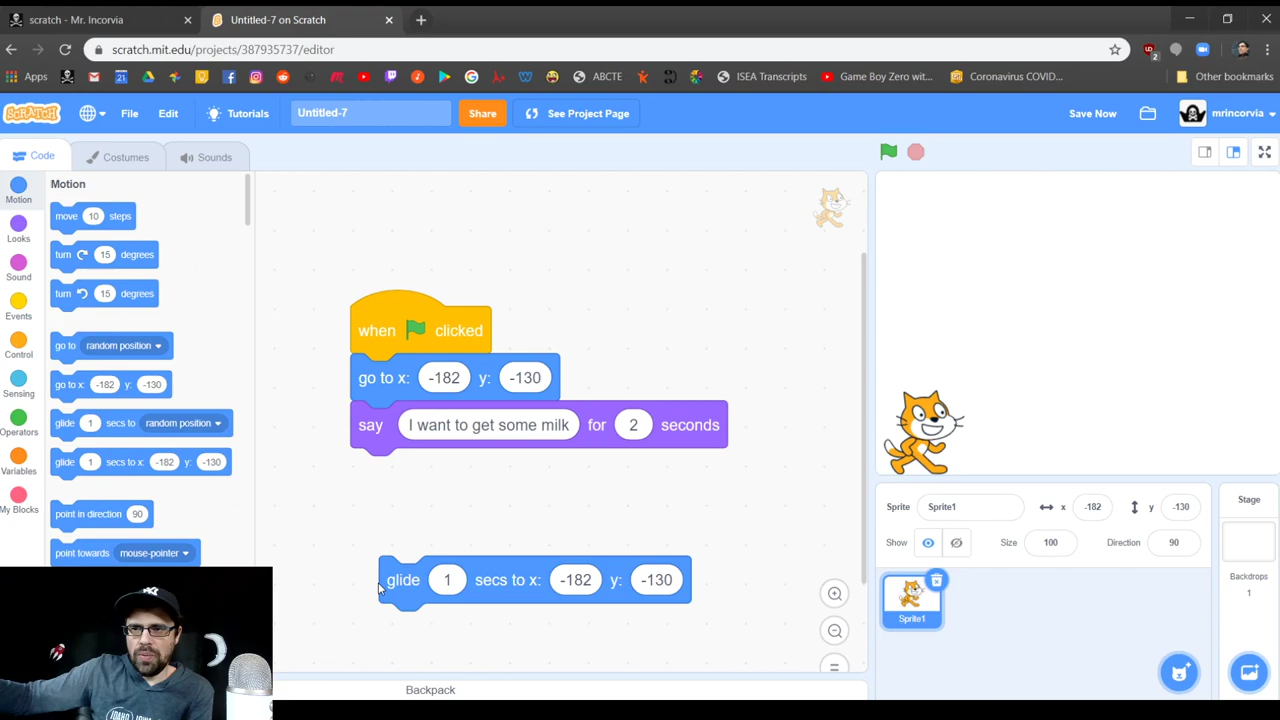 scratch - Mr. Incorvia
Untitled-7 on Scratch
scratch.mit.edu/projects/387935737/editor
2
Apps
31
ABCTE
ISEA Transcripts
Game Boy Zero wit...
Coronavirus COVID...
Other bookmarks
SCRATCH
File
Edit
Tutorials
Untitled-7
Share
See Project Page
Save Now
mrincorvia
Code
Costumes
Sounds
Motion
Looks
Sound
Events
Control
Sensing
Operators
Variables
My Blocks
Motion
move 10 steps
turn 15 degrees
turn 15 degrees
go to random position
go to x: -182 y: -130
glide 1 secs to random position
glide 1 secs to x: -182 y: -130
point in direction 90
point towards mouse-pointer
when clicked
go to x: -182 y: -130
say I want to get some milk for 2 seconds
glide 1 secs to x: -182 y: -130
Backpack
Sprite Sprite1 x -182 y -130
Show Size 100 Direction 90
Sprite1
Stage
Backdrops
1